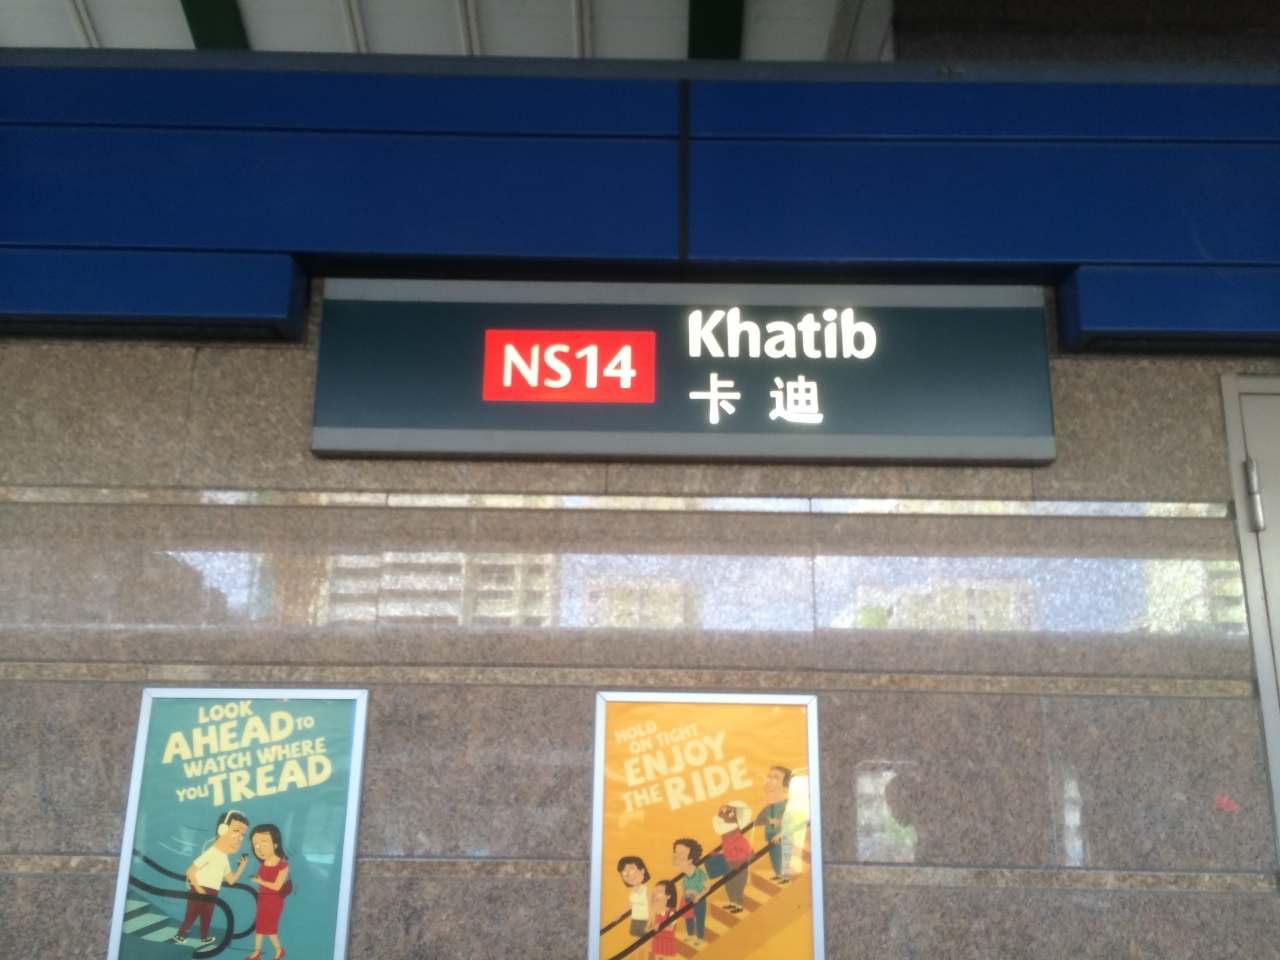 NS14
Khatib
卡迪
LOOK
AHEAD TO
WATCH WHERE
YOU TREAD
HOLD
ON TIGHT
ENJOY
THE RIDE